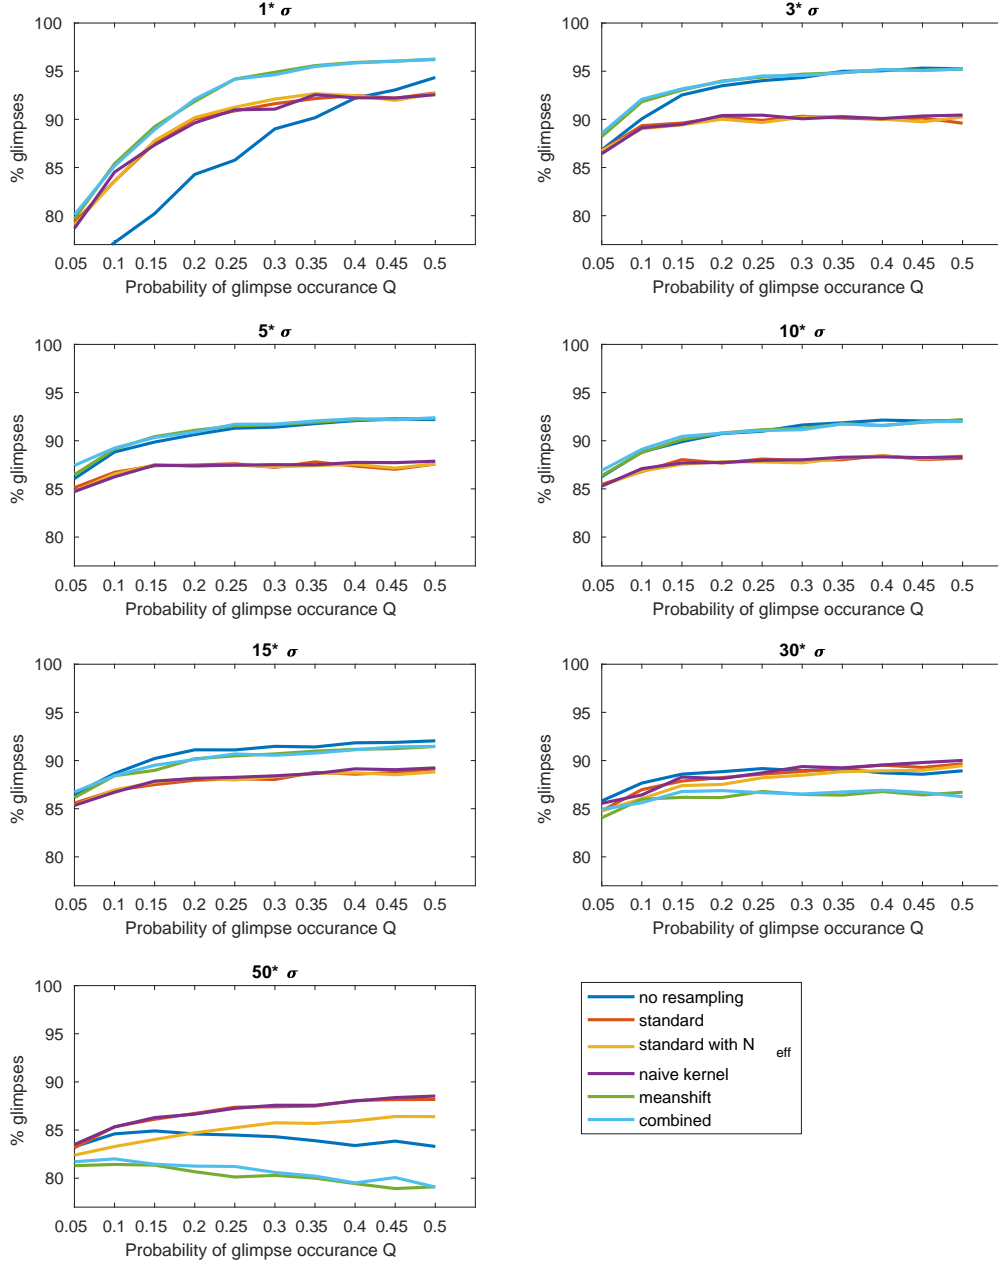 1* σ
100
95
90
85
80
% glimpses
0.05 0.1 0.15 0.2 0.25 0.3 0.35 0.4 0.45 0.5
Probability of glimpse occurance Q
3* σ
100
95
90
85
80
% glimpses
0.05 0.1 0.15 0.2 0.25 0.3 0.35 0.4 0.45 0.5
Probability of glimpse occurance Q
5* σ
100
95
90
85
80
% glimpses
0.05 0.1 0.15 0.2 0.25 0.3 0.35 0.4 0.45 0.5
Probability of glimpse occurance Q
10* σ
100
95
90
85
80
% glimpses
0.05 0.1 0.15 0.2 0.25 0.3 0.35 0.4 0.45 0.5
Probability of glimpse occurance Q
15* σ
100
95
90
85
80
% glimpses
0.05 0.1 0.15 0.2 0.25 0.3 0.35 0.4 0.45 0.5
Probability of glimpse occurance Q
30* σ
100
95
90
85
80
% glimpses
0.05 0.1 0.15 0.2 0.25 0.3 0.35 0.4 0.45 0.5
Probability of glimpse occurance Q
50* σ
100
95
90
85
80
% glimpses
0.05 0.1 0.15 0.2 0.25 0.3 0.35 0.4 0.45 0.5
Probability of glimpse occurance Q
no resampling
standard
standard with N eff
naive kernel
meanshift
combined